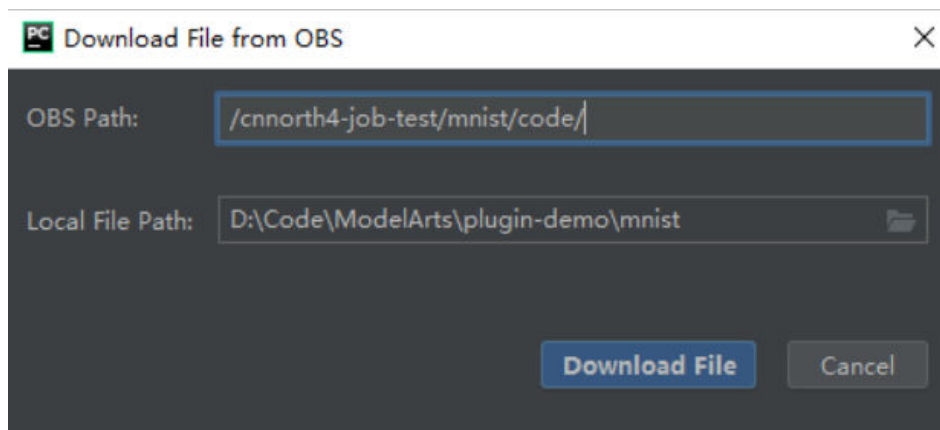 PC Download File from OBS
OBS Path: /cnnorth4-job-test/mnist/code/
Local File Path: D:\Code\ModelArts\plugin-demo\mnist
Download File Cancel